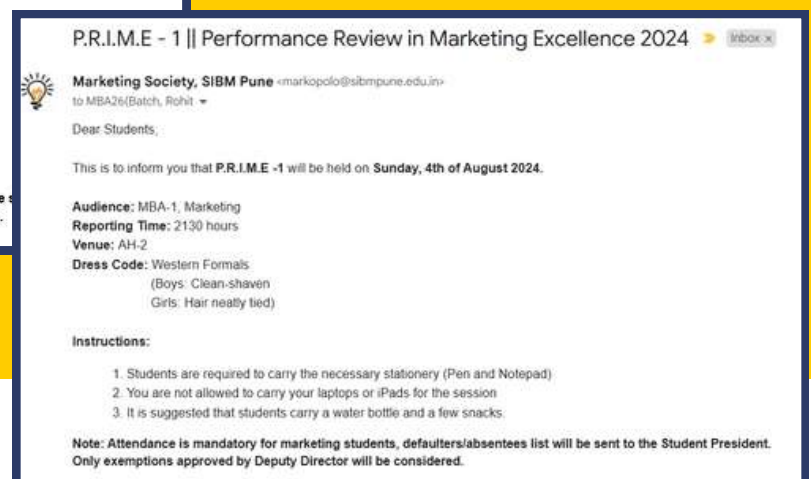 P.R.I.M.E - 1 || Performance Review in Marketing Excellence 2024
Inbox x
Marketing Society, SIBM Pune <markopolo@sibmpune.edu.in>
to MBA26(Batch, Rohit
Dear Students,
This is to inform you that P.R.I.M.E -1 will be held on Sunday, 4th of August 2024.
Audience: MBA-1, Marketing
Reporting Time: 2130 hours
Venue: AH-2
Dress Code: Western Formals
(Boys: Clean-shaven
Girls: Hair neatly tied)
Instructions:
1. Students are required to carry the necessary stationery (Pen and Notepad)
2. You are not allowed to carry your laptops or iPads for the session
3. It is suggested that students carry a water bottle and a few snacks.
Note: Attendance is mandatory for marketing students, defaulters/absentees list will be sent to the Student President.
Only exemptions approved by Deputy Director will be considered.